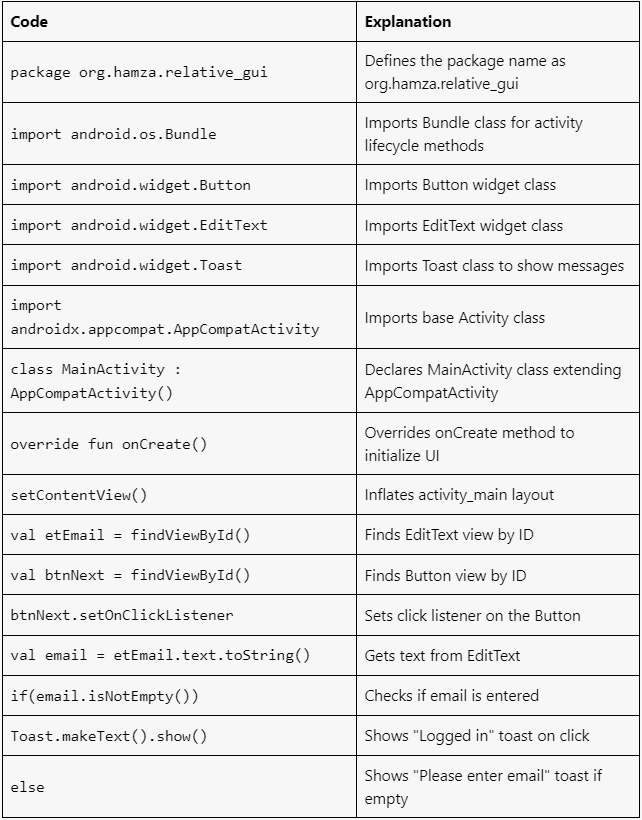 Code
Explanation
package org.hamza.relative_gui
Defines the package name as
org.hamza.relative_gui
import android.os.Bundle
Imports Bundle class for activity
lifecycle methods
import android.widget.Button
Imports Button widget class
import android.widget.EditText
Imports EditText widget class
import android.widget.Toast
Imports Toast class to show messages
import
androidx.appcompat.AppCompatActivity
Imports base Activity class
class MainActivity :
AppCompatActivity()
Declares MainActivity class extending
AppCompatActivity
override fun onCreate()
Overrides onCreate method to
initialize UI
setContentView()
Inflates activity_main layout
val etEmail = findViewById()
Finds EditText view by ID
val btnNext = findViewById()
Finds Button view by ID
btnNext.setOnClickListener
Sets click listener on the Button
val email = etEmail.text.toString()
Gets text from EditText
if(email.isNotEmpty())
Checks if email is entered
Toast.makeText().show()
Shows "Logged in" toast on click
else
Shows "Please enter email" toast if
empty